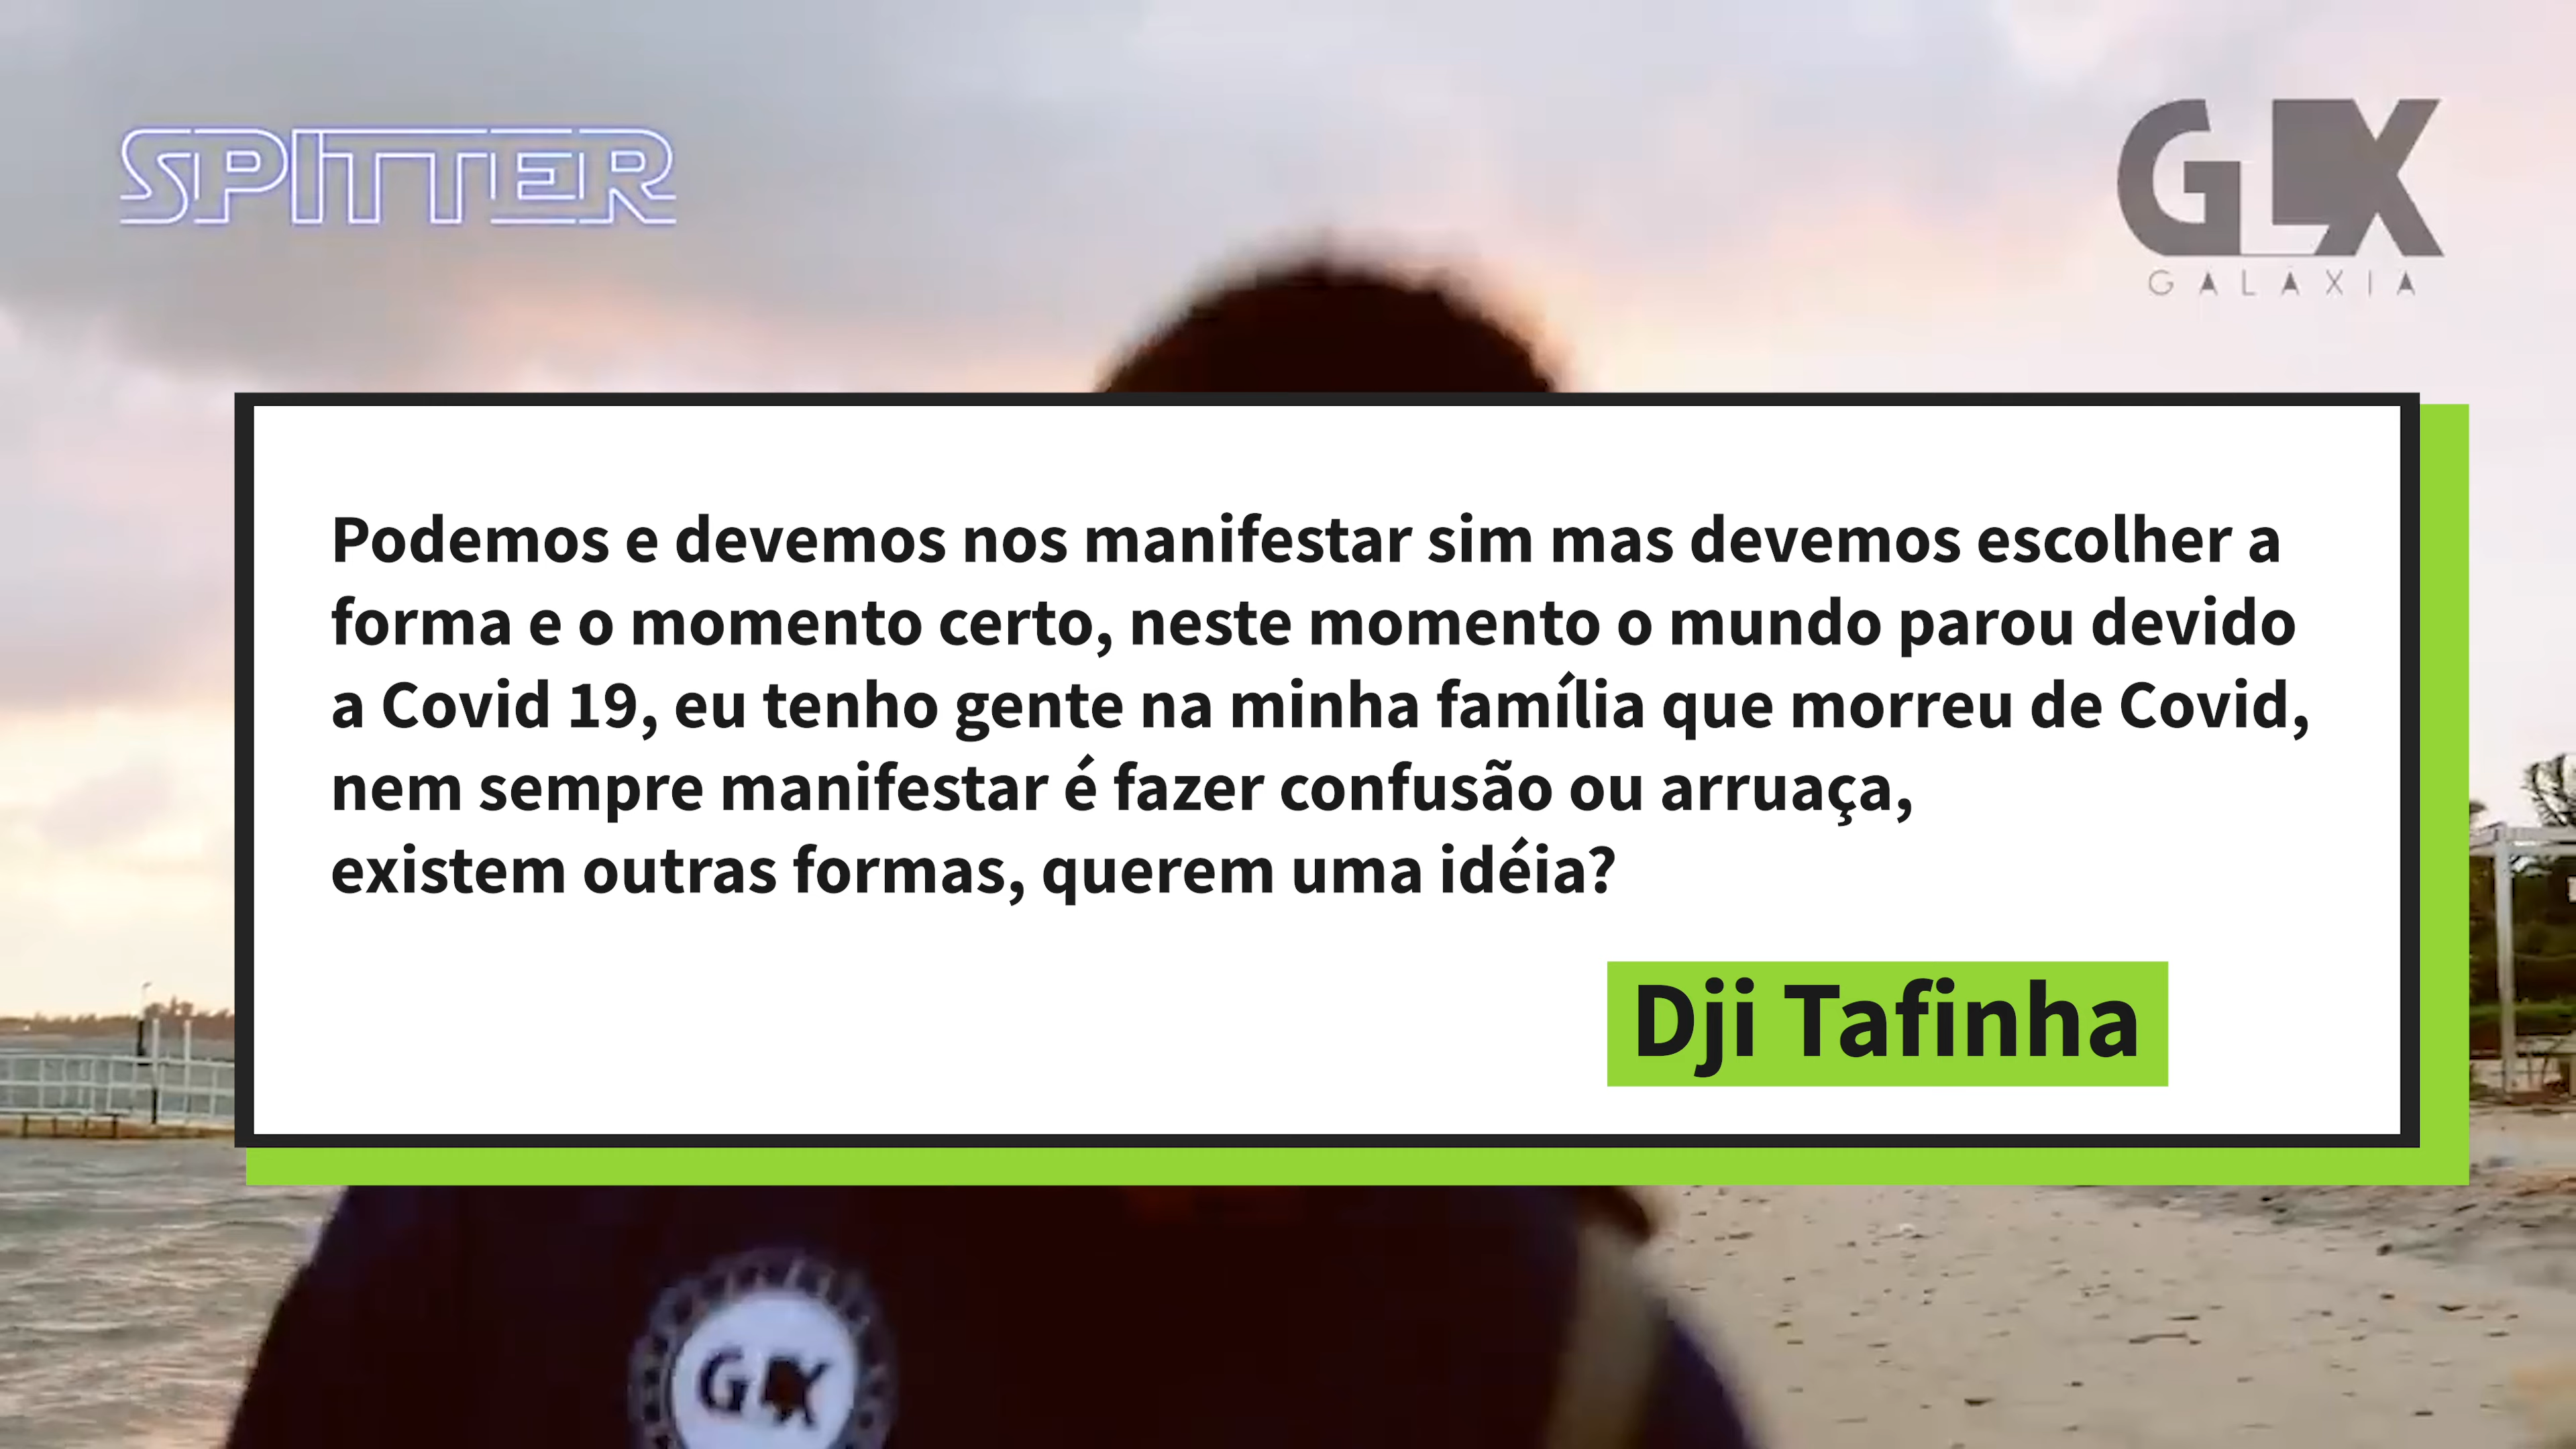 SPITTER
GLX
GALÁXIA
Podemos e devemos nos manifestar sim mas devemos escolher a
forma e o momento certo, neste momento o mundo parou devido
a Covid 19, eu tenho gente na minha família que morreu de Covid,
nem sempre manifestar é fazer confusão ou arruaça,
existem outras formas, querem uma idéia?
Dji Tafinha
GLX